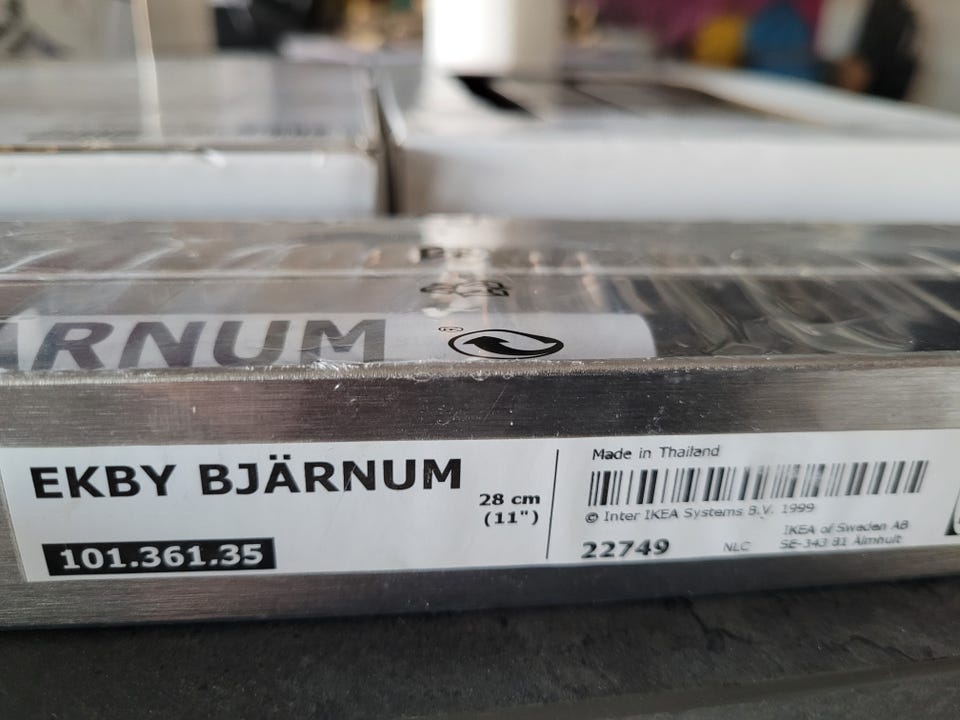 ÄRNUM
®
EKBY BJÄRNUM
28 cm
(11")
101.361.35
Made in Thailand
© Inter IKEA Systems B.V. 1999
22749
NLC
IKEA of Sweden AB
SE-343 81 Älmhult